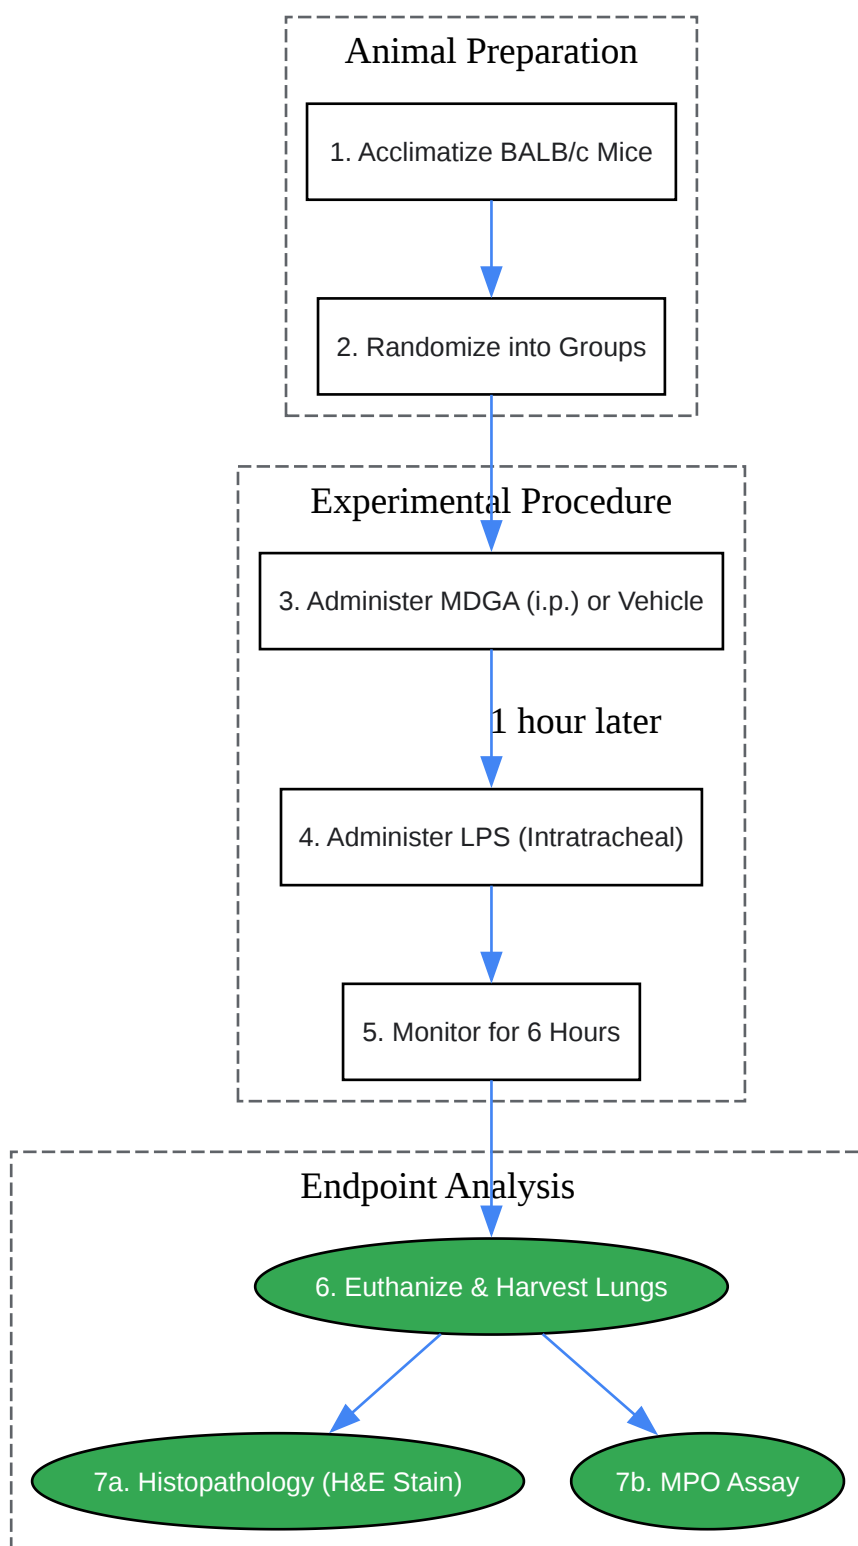 Animal Preparation
1. Acclimatize BALB/c Mice
2. Randomize into Groups
Experimental Procedure
3. Administer MDGA (i.p.) or Vehicle
1 hour later
4. Administer LPS (Intratracheal)
5. Monitor for 6 Hours
Endpoint Analysis
6. Euthanize & Harvest Lungs
7a. Histopathology (H&E Stain)
7b. MPO Assay